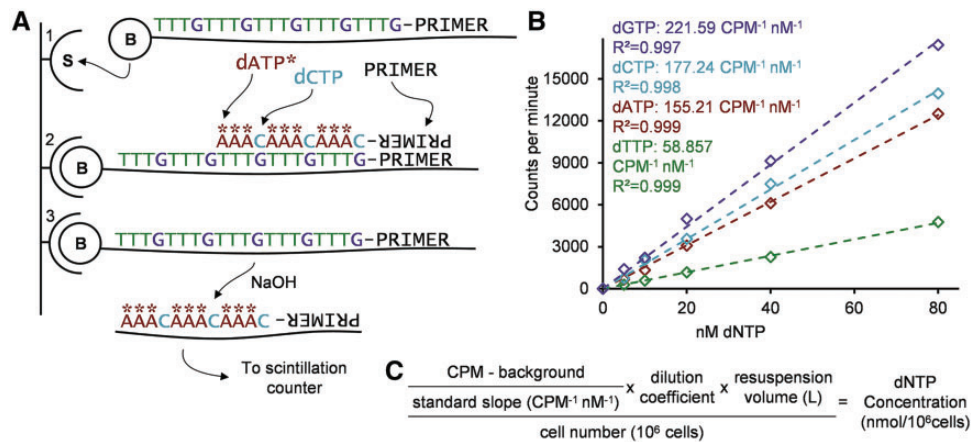 A
1
S
B
TTTGTTTGTTTGTTTG-PRIMER
dATP*
dCTP
PRIMER
*** *** ***
AAACAAACAAAC-PRIMER
2
B
TTTGTTTGTTTGTTTG-PRIMER
3
B
TTTGTTTGTTTGTTTG-PRIMER
NaOH
*** *** ***
AAACAAACAAAC-PRIMER
To scintillation
counter
B
dGTP: 221.59 CPM⁻¹ nM⁻¹
R²=0.997
dCTP: 177.24 CPM⁻¹ nM⁻¹
R²=0.998
dATP: 155.21 CPM⁻¹ nM⁻¹
R²=0.999
dTTP: 58.857
CPM⁻¹ nM⁻¹
R²=0.999
Counts per minute
15000
12000
9000
6000
3000
0
0 20 40 60 80
nM dNTP
C
CPM - background
standard slope (CPM⁻¹ nM⁻¹)
x dilution coefficient x resuspension volume (L)
cell number (10⁶ cells)
= dNTP
Concentration
(nmol/10⁶cells)